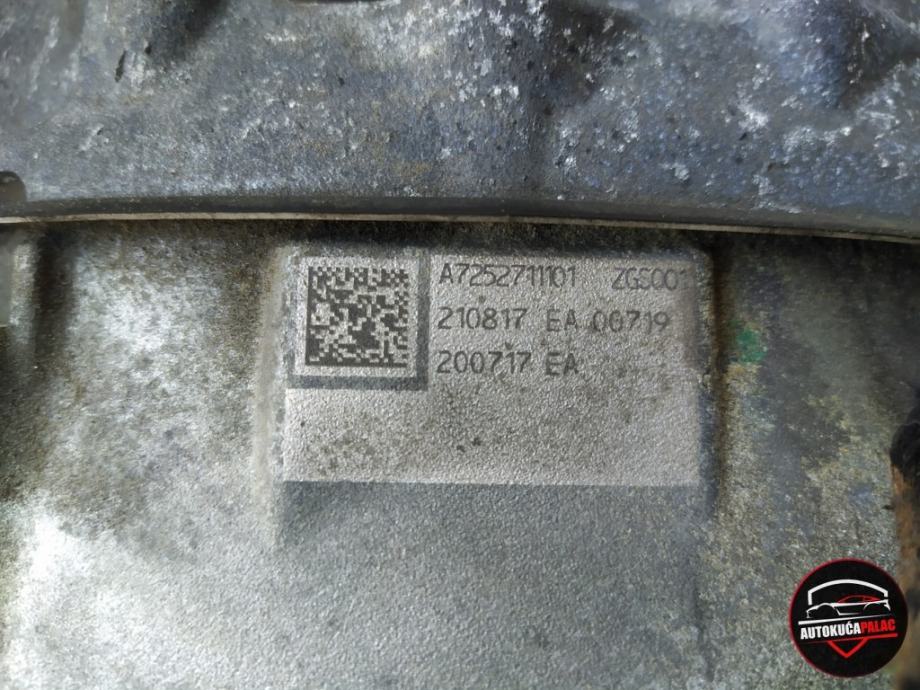 A7252711101 ZGS001
210817 EA 00719
200717 EA
AUTOKUĆAPALAC